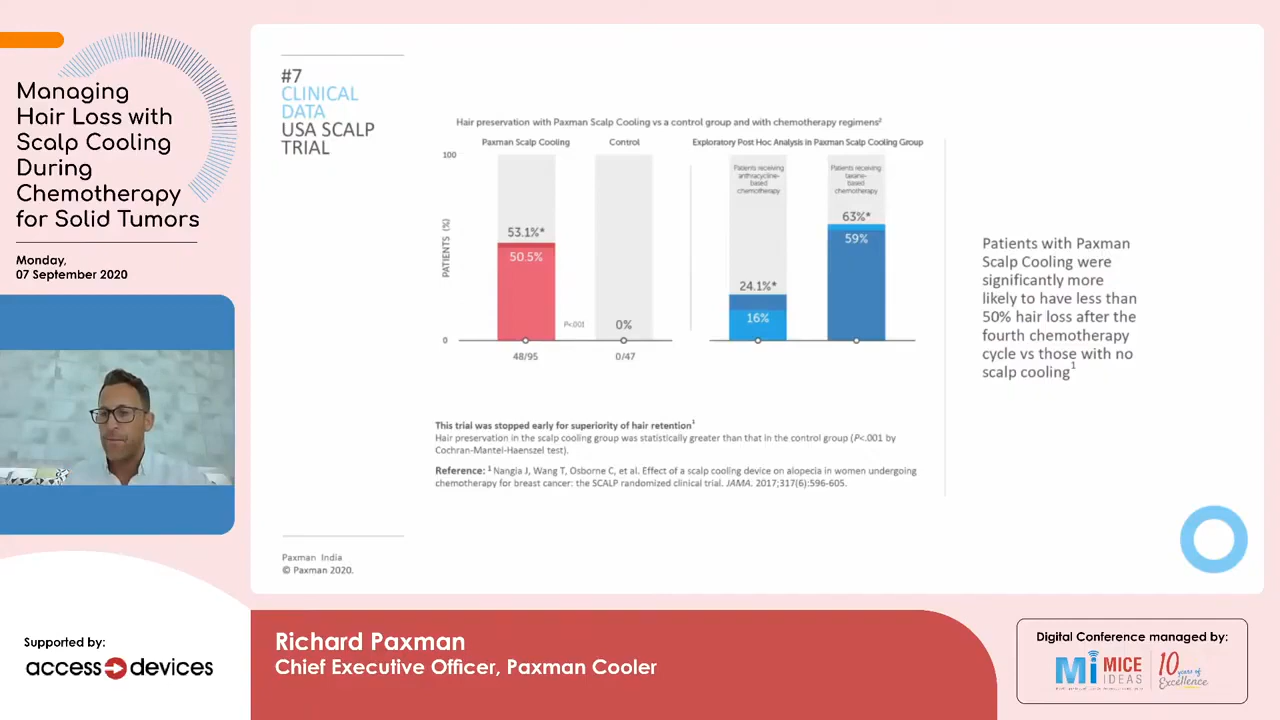 Managing
Hair Loss with
Scalp Cooling
During
Chemotherapy
for Solid Tumors
Monday,
07 September 2020
#7
CLINICAL
DATA
USA SCALP
TRIAL
Hair preservation with Paxman Scalp Cooling vs a control group and with chemotherapy regimens²
Paxman Scalp Cooling
Control
Exploratory Post Hoc Analysis in Paxman Scalp Cooling Group
100
PATIENTS (%)
0
53.1%*
50.5%
P<.001
0%
48/95
0/47
Patients receiving
anthracycline-
based
chemotherapy
24.1%*
16%
Patients receiving
taxane-
based
chemotherapy
63%*
59%
Patients with Paxman
Scalp Cooling were
significantly more
likely to have less than
50% hair loss after the
fourth chemotherapy
cycle vs those with no
scalp cooling¹
This trial was stopped early for superiority of hair retention¹
Hair preservation in the scalp cooling group was statistically greater than that in the control group (P<.001 by
Cochran-Mantel-Haenszel test).
Reference: ¹ Nangia J, Wang T, Osborne C, et al. Effect of a scalp cooling device on alopecia in women undergoing
chemotherapy for breast cancer: the SCALP randomized clinical trial. JAMA. 2017;317(6):596-605.
Paxman India
© Paxman 2020.
Supported by:
access devices
Richard Paxman
Chief Executive Officer, Paxman Cooler
Digital Conference managed by:
Mi MICE
IDEAS
10 years of
Excellence